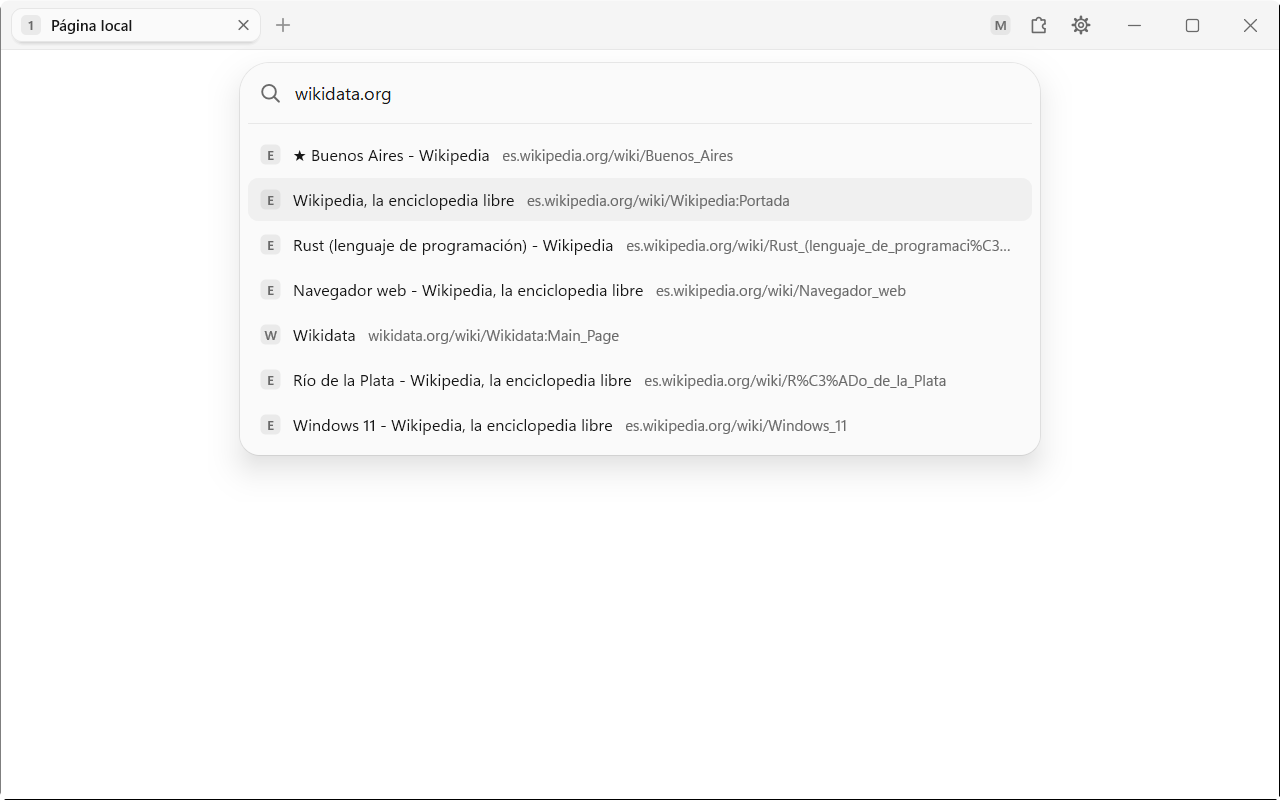 1 Página local
M
wikidata.org
E ★ Buenos Aires - Wikipedia es.wikipedia.org/wiki/Buenos_Aires
E Wikipedia, la enciclopedia libre es.wikipedia.org/wiki/Wikipedia:Portada
E Rust (lenguaje de programación) - Wikipedia es.wikipedia.org/wiki/Rust_(lenguaje_de_programaci%C3...
E Navegador web - Wikipedia, la enciclopedia libre es.wikipedia.org/wiki/Navegador_web
W Wikidata wikidata.org/wiki/Wikidata:Main_Page
E Río de la Plata - Wikipedia, la enciclopedia libre es.wikipedia.org/wiki/R%C3%ADo_de_la_Plata
E Windows 11 - Wikipedia, la enciclopedia libre es.wikipedia.org/wiki/Windows_11